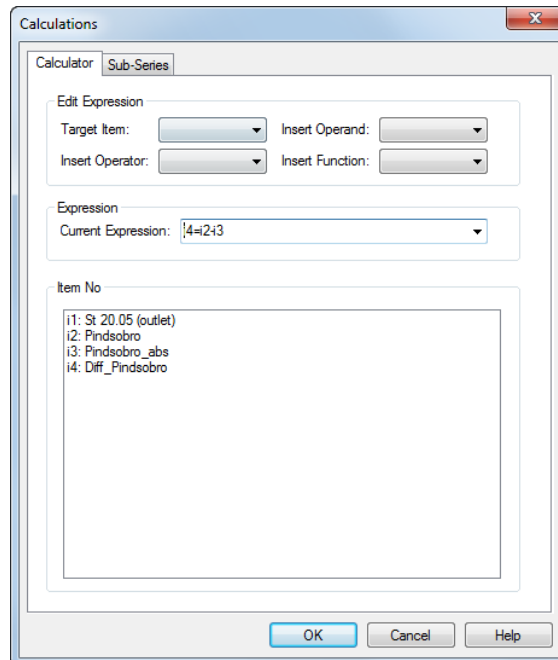 Calculations
Calculator Sub-Series
Edit Expression
Target Item: Insert Operand:
Insert Operator: Insert Function:
Expression
Current Expression: i4=i2-i3
Item No
i1: St 20.05 (outlet)
i2: Pindsobro
i3: Pindsobro_abs
i4: Diff_Pindsobro
OK Cancel Help